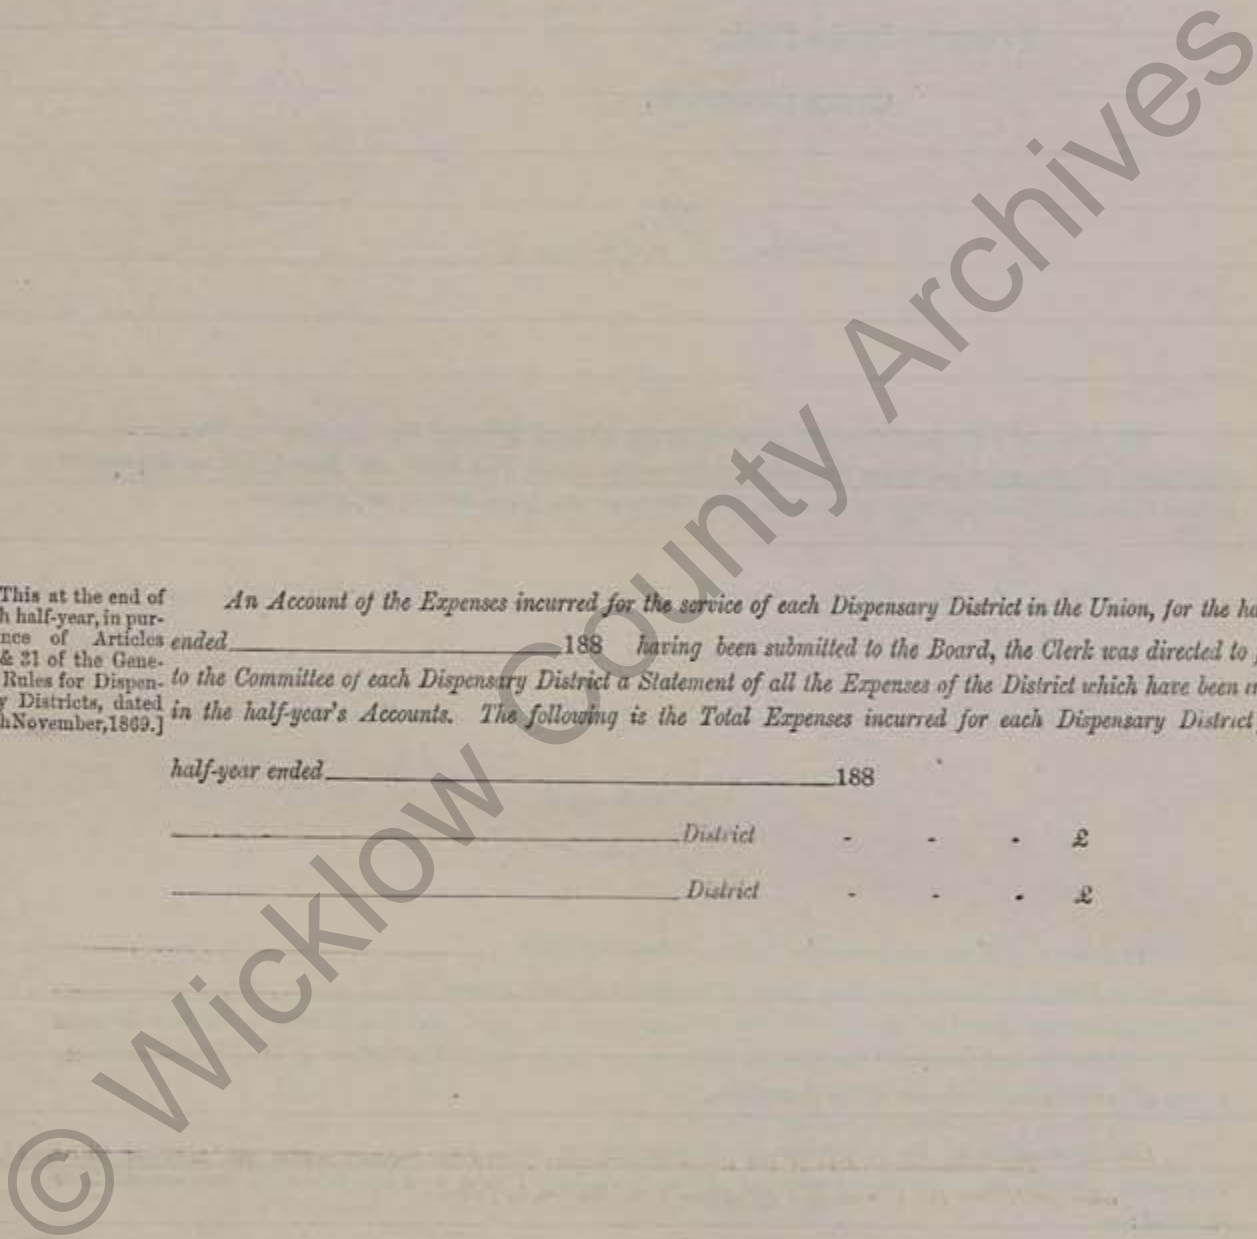 This at the end of
h half-year, in pur-
nce of Articles
& 31 of the Gene-
Rules for Dispen-
y Districts, dated
h November, 1869.]
An Account of the Expenses incurred for the service of each Dispensary District in the Union, for the ha
ended 188 having been submitted to the Board, the Clerk was directed to
to the Committee of each Dispensary District a Statement of all the Expenses of the District which have been
in the half-year's Accounts. The following is the Total Expenses incurred for each Dispensary District
half-year ended 188
District - - - £
District - - - £
© Wicklow County Archives